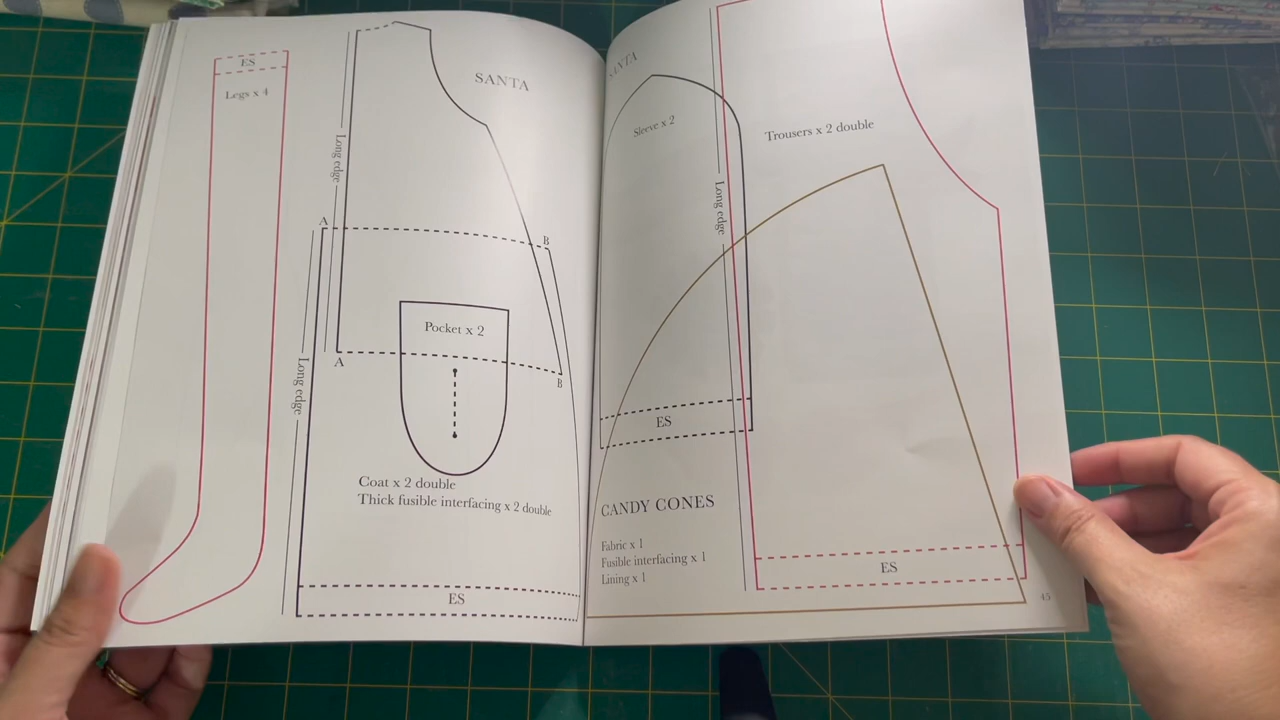 ES
Legs x 4
SANTA
Long edge
A
B
Pocket x 2
A
B
Long edge
Coat x 2 double
Thick fusible interfacing x 2 double
ES
SANTA
Sleeve x 2
Long edge
Trousers x 2 double
ES
CANDY CONES
Fabric x 1
Fusible interfacing x 1
Lining x 1
ES
45